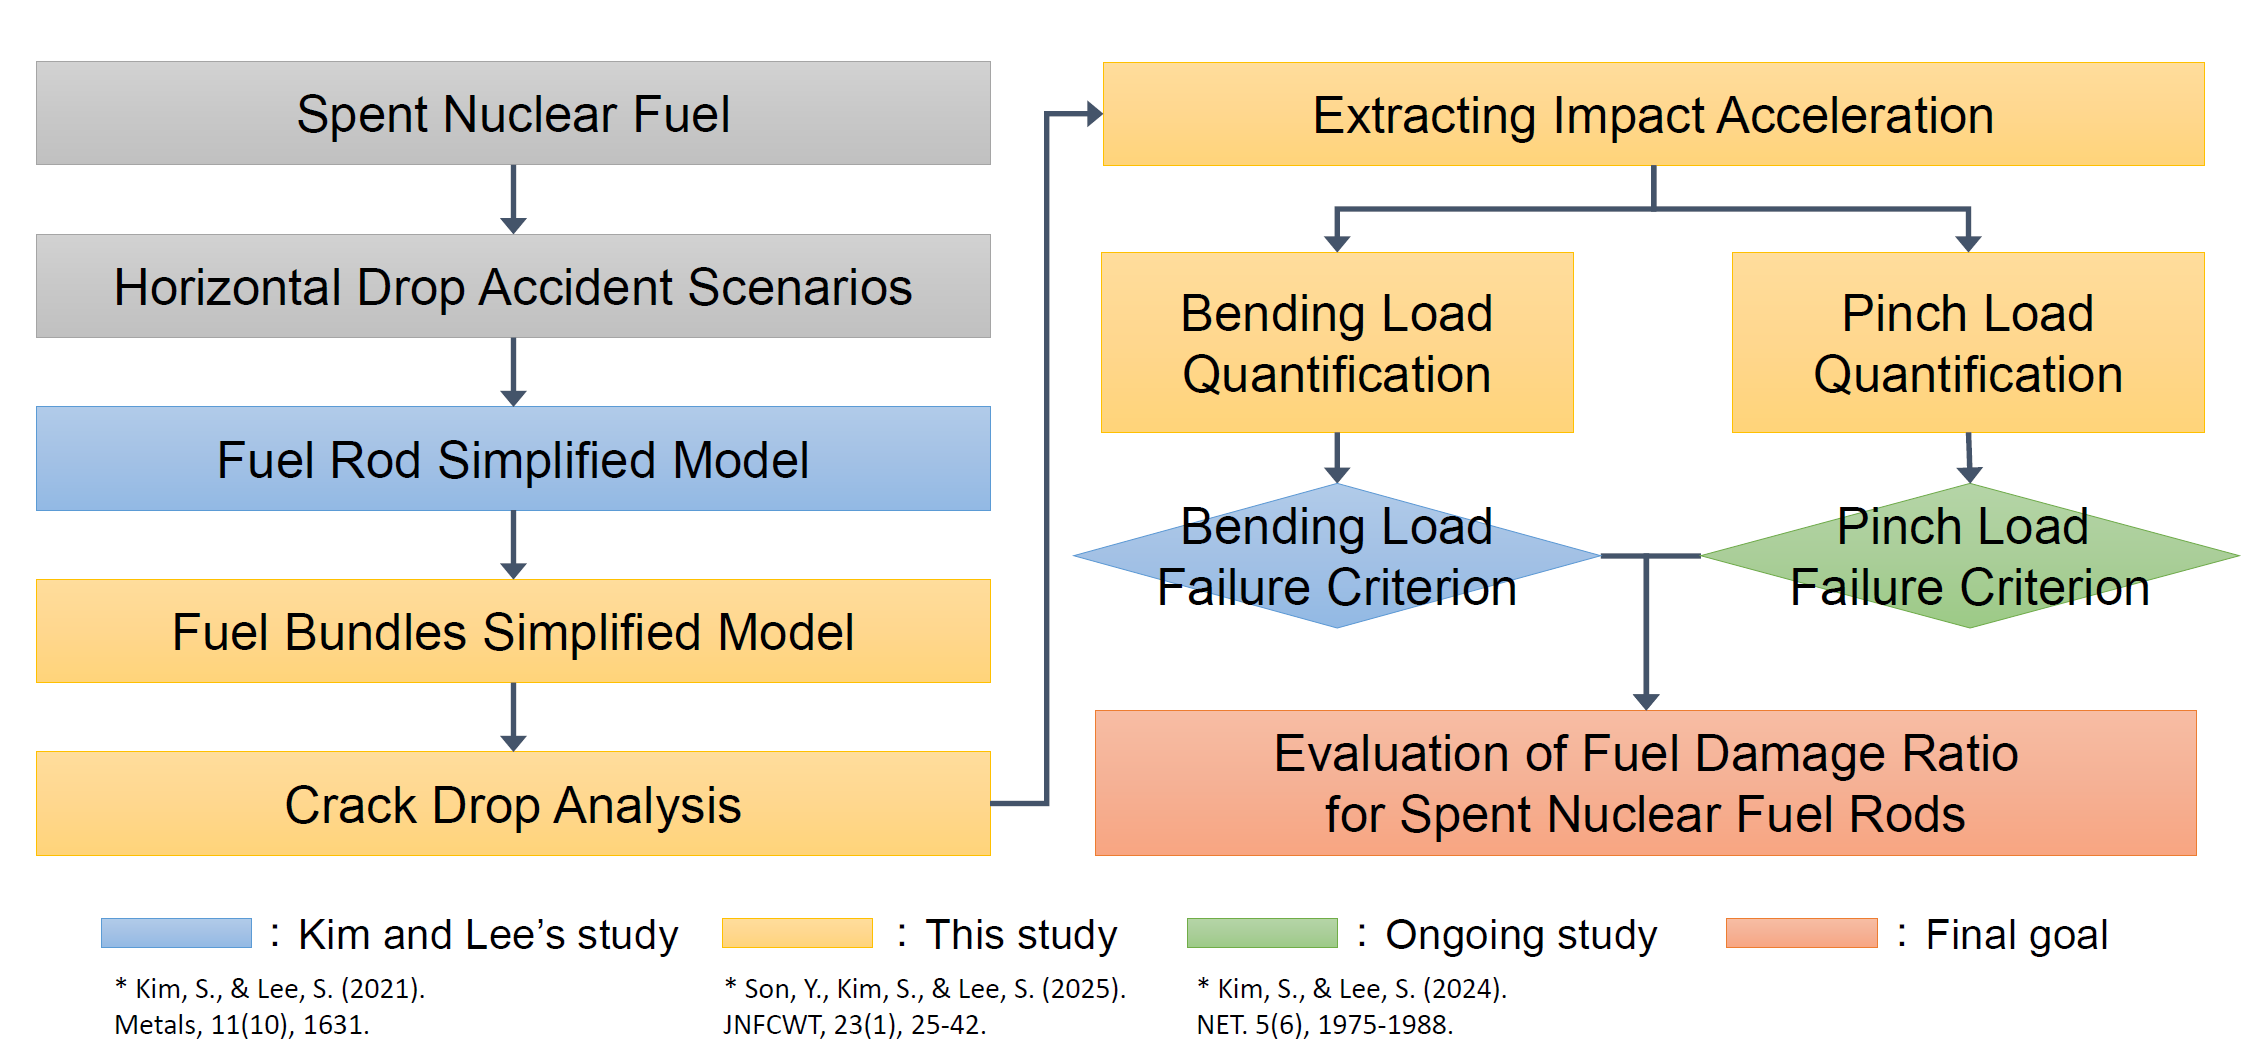 Spent Nuclear Fuel
Horizontal Drop Accident Scenarios
Fuel Rod Simplified Model
Fuel Bundles Simplified Model
Crack Drop Analysis
Extracting Impact Acceleration
Bending Load
Quantification
Pinch Load
Quantification
Bending Load
Failure Criterion
Pinch Load
Failure Criterion
Evaluation of Fuel Damage Ratio
for Spent Nuclear Fuel Rods
: Kim and Lee’s study
* Kim, S., & Lee, S. (2021).
Metals, 11(10), 1631.
: This study
* Son, Y., Kim, S., & Lee, S. (2025).
JNFCWT, 23(1), 25-42.
: Ongoing study
* Kim, S., & Lee, S. (2024).
NET. 5(6), 1975-1988.
: Final goal